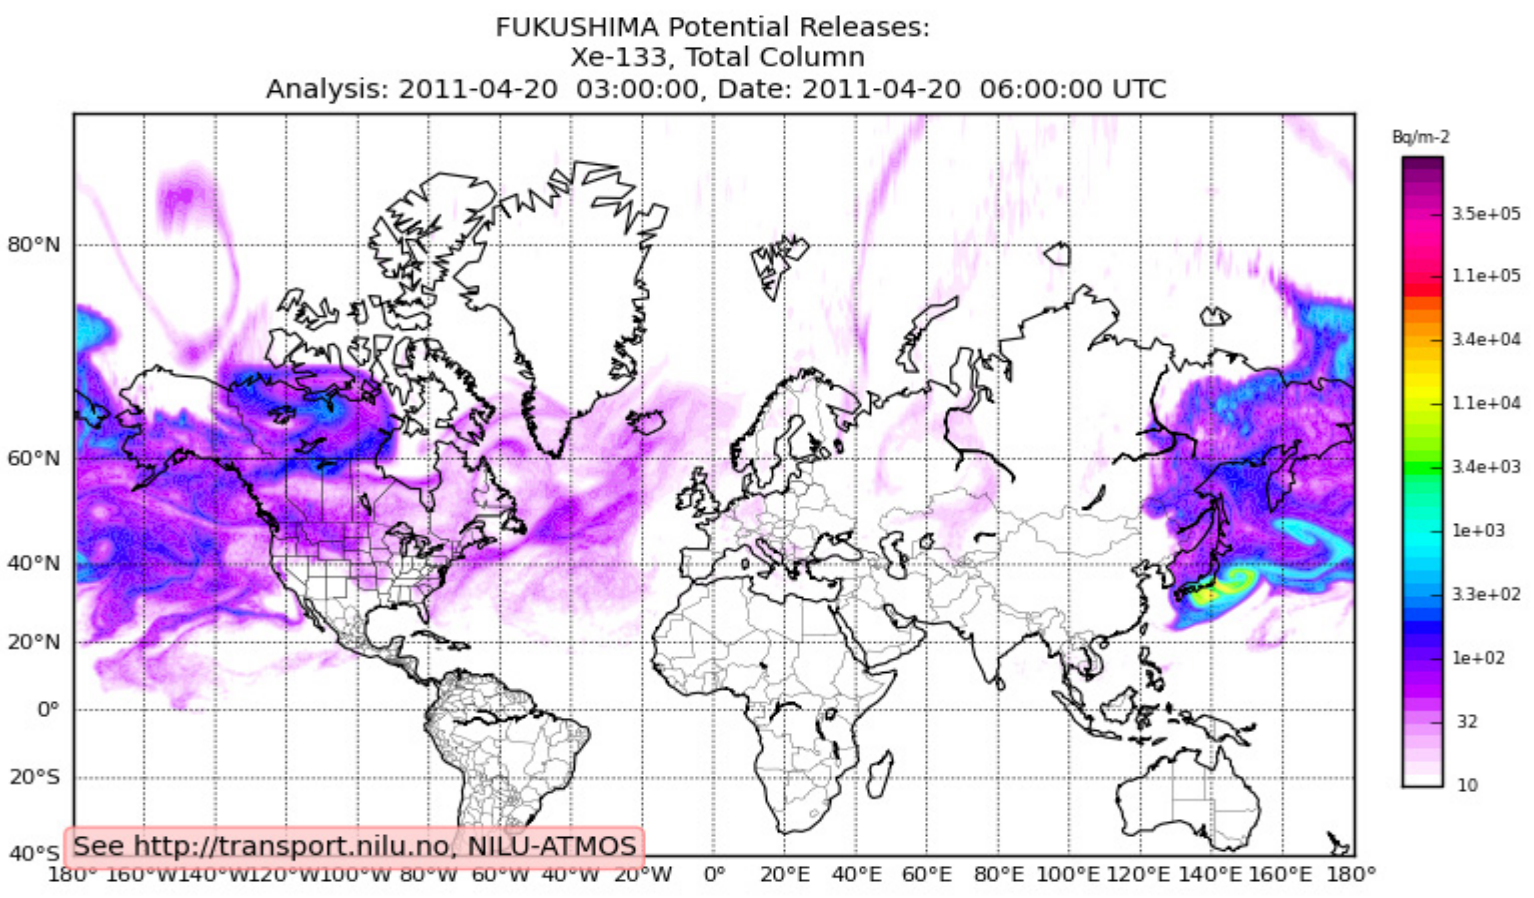 FUKUSHIMA Potential Releases:
Xe-133, Total Column
Analysis: 2011-04-20  03:00:00, Date: 2011-04-20  06:00:00 UTC
Bq/m-2
3.5e+05
1.1e+05
3.4e+04
1.1e+04
3.4e+03
1e+03
3.3e+02
1e+02
32
10
80°N
60°N
40°N
20°N
0°
20°S
40°S
See http://transport.nilu.no, NILU-ATMOS
180° 160°W 140°W 120°W 100°W 80°W 60°W 40°W 20°W 0° 20°E 40°E 60°E 80°E 100°E 120°E 140°E 160°E 180°